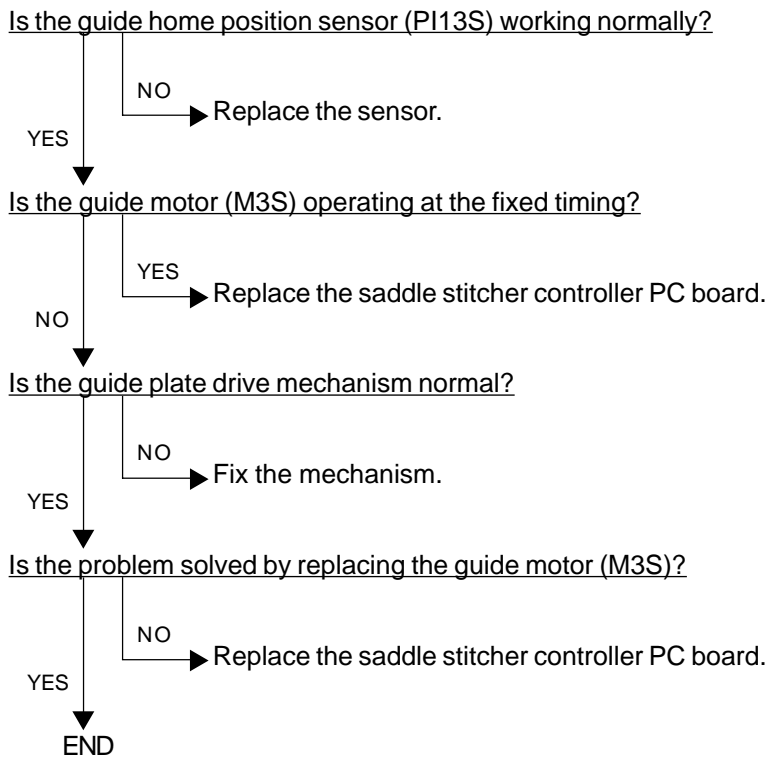 Is the guide home position sensor (PI13S) working normally?
NO
Replace the sensor.
YES
Is the guide motor (M3S) operating at the fixed timing?
YES
Replace the saddle stitcher controller PC board.
NO
Is the guide plate drive mechanism normal?
NO
Fix the mechanism.
YES
Is the problem solved by replacing the guide motor (M3S)?
NO
Replace the saddle stitcher controller PC board.
YES
END